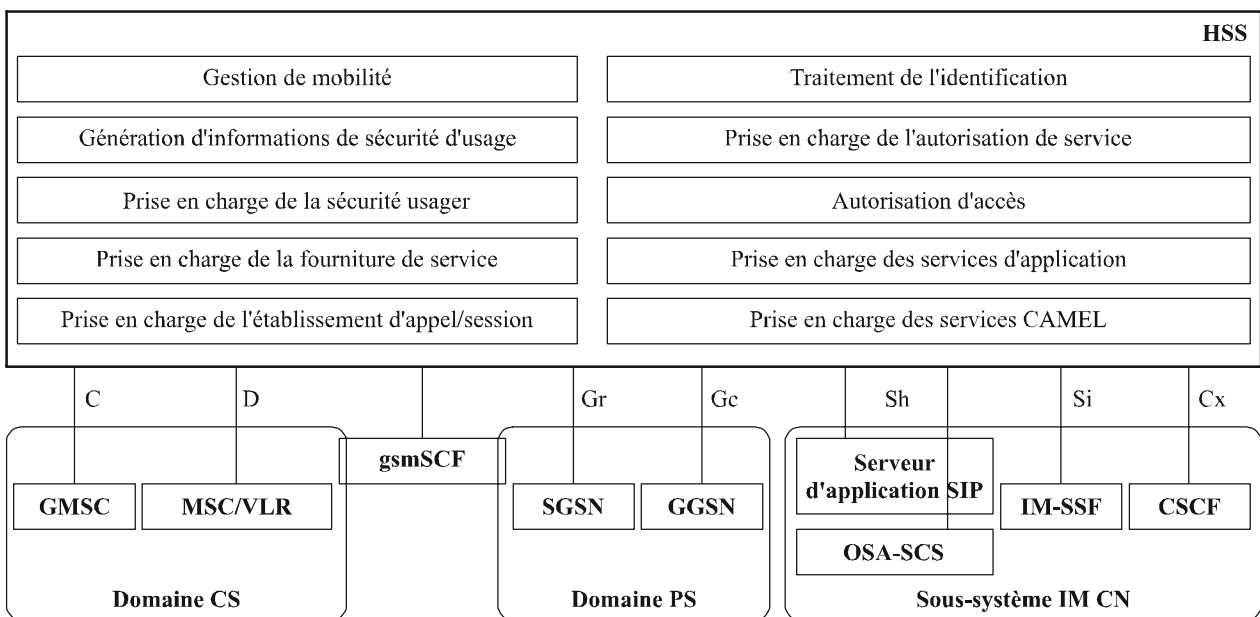 HSS
Gestion de mobilité
Traitement de l'identification
Génération d'informations de sécurité d'usage
Prise en charge de l'autorisation de service
Prise en charge de la sécurité usager
Autorisation d'accès
Prise en charge de la fourniture de service
Prise en charge des services d'application
Prise en charge de l'établissement d'appel/session
Prise en charge des services CAMEL
C
D
Gr
Gc
Sh
Si
Cx
gsmSCF
Serveur
d'application SIP
GMSC
MSC/VLR
SGSN
GGSN
IM-SSF
CSCF
OSA-SCS
Domaine CS
Domaine PS
Sous-système IM CN